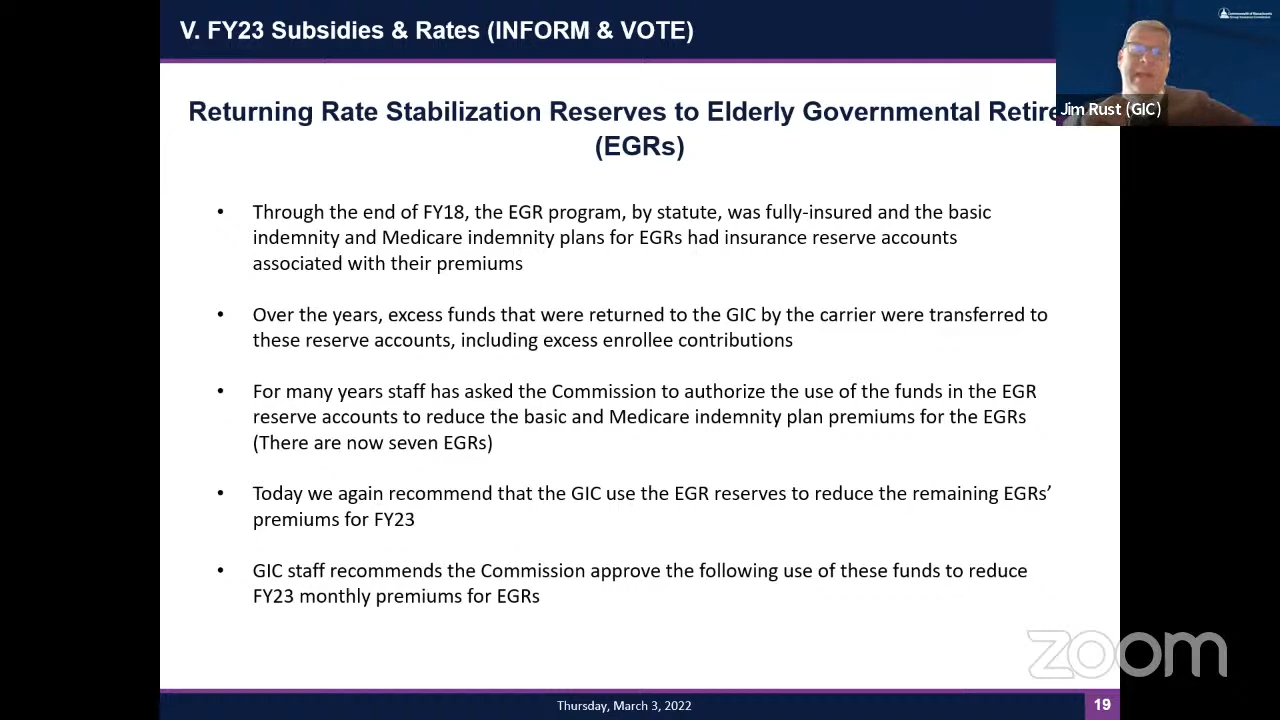 V. FY23 Subsidies & Rates (INFORM & VOTE)
Commonwealth of Massachusetts
Group Insurance Commission
Jim Rust (GIC)
Returning Rate Stabilization Reserves to Elderly Governmental Retire
(EGRs)
• Through the end of FY18, the EGR program, by statute, was fully-insured and the basic
indemnity and Medicare indemnity plans for EGRs had insurance reserve accounts
associated with their premiums
• Over the years, excess funds that were returned to the GIC by the carrier were transferred to
these reserve accounts, including excess enrollee contributions
• For many years staff has asked the Commission to authorize the use of the funds in the EGR
reserve accounts to reduce the basic and Medicare indemnity plan premiums for the EGRs
(There are now seven EGRs)
• Today we again recommend that the GIC use the EGR reserves to reduce the remaining EGRs’
premiums for FY23
• GIC staff recommends the Commission approve the following use of these funds to reduce
FY23 monthly premiums for EGRs
zoom
Thursday, March 3, 2022
19